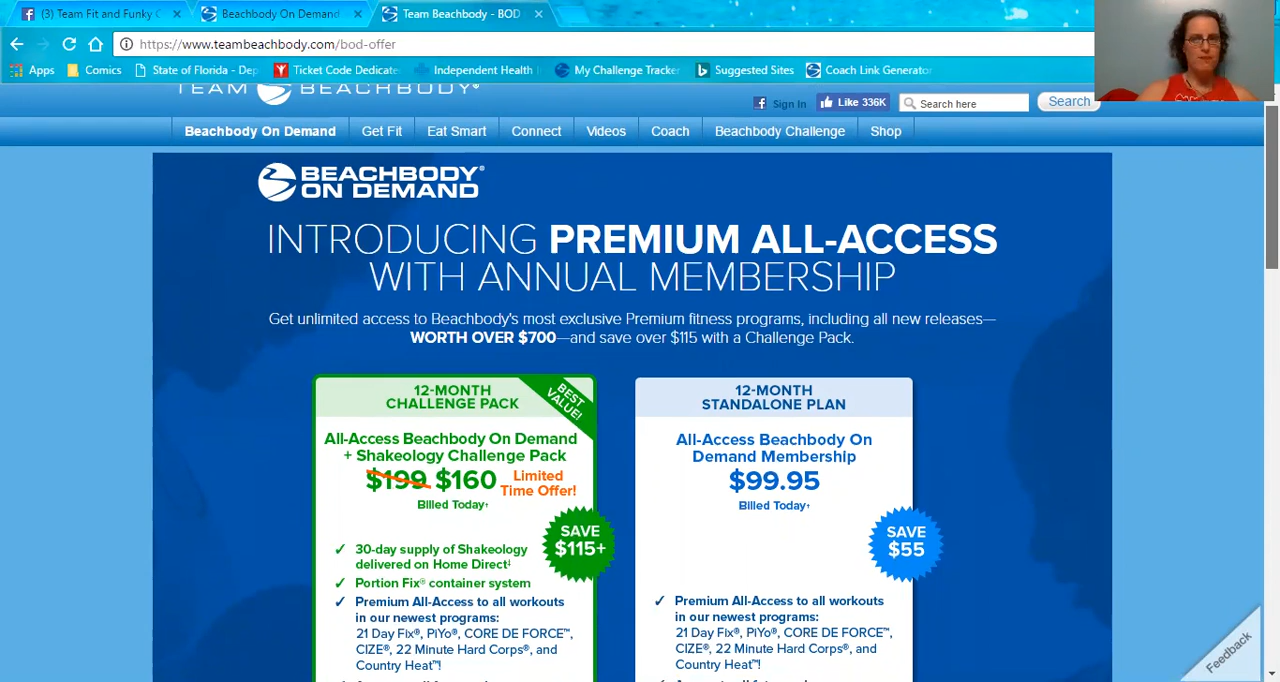 (3) Team Fit and Funky C
Beachbody On Demand
Team Beachbody - BOD
https://www.teambeachbody.com/bod-offer
Apps Comics State of Florida - Dep Ticket Code Dedicate Independent Health My Challenge Tracker Suggested Sites Coach Link Generator
TEAM BEACHBODY®
Sign In Like 336K Search here Search
Beachbody On Demand Get Fit Eat Smart Connect Videos Coach Beachbody Challenge Shop
BEACHBODY®
ON DEMAND
INTRODUCING PREMIUM ALL-ACCESS
WITH ANNUAL MEMBERSHIP
Get unlimited access to Beachbody's most exclusive Premium fitness programs, including all new releases—
WORTH OVER $700—and save over $115 with a Challenge Pack.
12-MONTH
CHALLENGE PACK
BEST
VALUE!
All-Access Beachbody On Demand
+ Shakeology Challenge Pack
$199 $160 Limited
Time Offer!
Billed Today†
SAVE
$115+
✓ 30-day supply of Shakeology
delivered on Home Direct‡
✓ Portion Fix® container system
✓ Premium All-Access to all workouts
in our newest programs:
21 Day Fix®, PiYo®, CORE DE FORCE™,
CIZE®, 22 Minute Hard Corps®, and
Country Heat™!
12-MONTH
STANDALONE PLAN
All-Access Beachbody On
Demand Membership
$99.95
Billed Today†
SAVE
$55
✓ Premium All-Access to all workouts
in our newest programs:
21 Day Fix®, PiYo®, CORE DE FORCE™,
CIZE®, 22 Minute Hard Corps®, and
Country Heat™!
Feedback